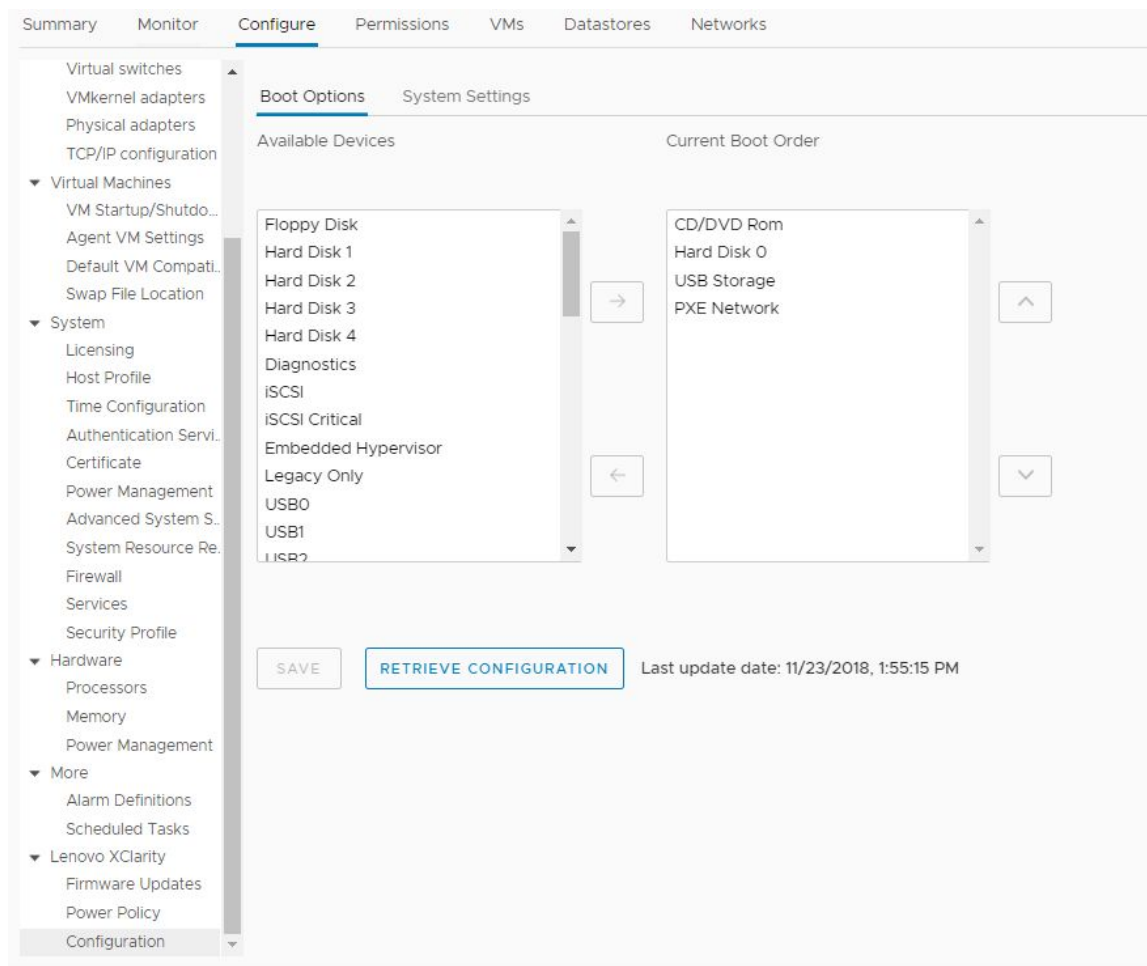 Summary Monitor Configure Permissions VMs Datastores Networks
Virtual switches
VMkernel adapters
Physical adapters
TCP/IP configuration
Virtual Machines
VM Startup/Shutdo...
Agent VM Settings
Default VM Compati..
Swap File Location
System
Licensing
Host Profile
Time Configuration
Authentication Servi..
Certificate
Power Management
Advanced System S..
System Resource Re.
Firewall
Services
Security Profile
Hardware
Processors
Memory
Power Management
More
Alarm Definitions
Scheduled Tasks
Lenovo XClarity
Firmware Updates
Power Policy
Configuration
Boot Options System Settings
Available Devices
Floppy Disk
Hard Disk 1
Hard Disk 2
Hard Disk 3
Hard Disk 4
Diagnostics
iSCSI
iSCSI Critical
Embedded Hypervisor
Legacy Only
USB0
USB1
USB2
Current Boot Order
CD/DVD Rom
Hard Disk 0
USB Storage
PXE Network
SAVE RETRIEVE CONFIGURATION Last update date: 11/23/2018, 1:55:15 PM